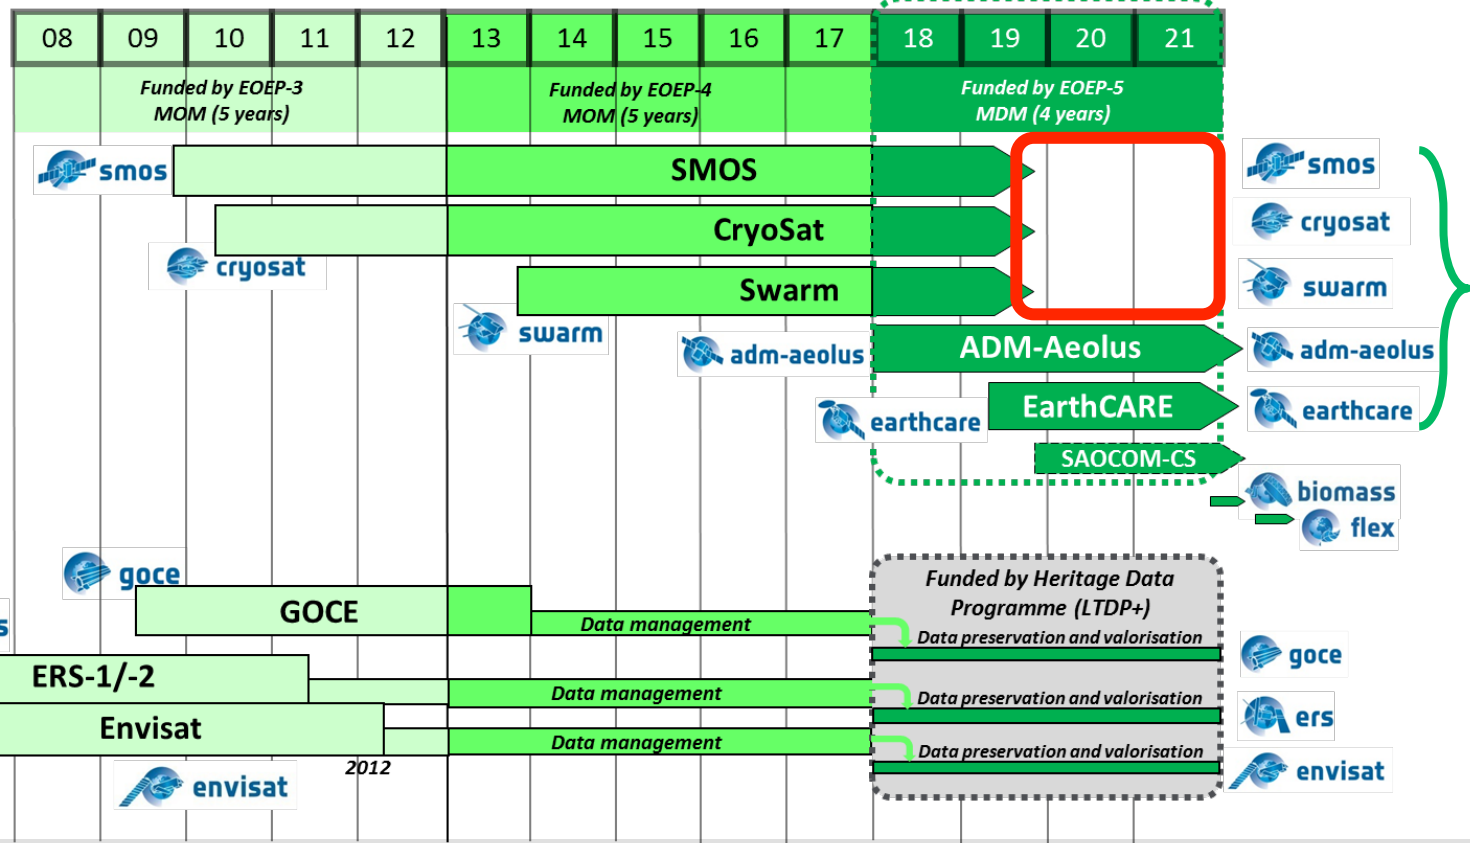 08 09 10 11 12 13 14 15 16 17 18 19 20 21
Funded by EOEP-3
MOM (5 years)
Funded by EOEP-4
MOM (5 years)
Funded by EOEP-5
MDM (4 years)
smos
SMOS
smos
CryoSat
cryosat
cryosat
Swarm
swarm
swarm
adm-aeolus
ADM-Aeolus
adm-aeolus
earthcare
EarthCARE
earthcare
SAOCOM-CS
biomass
flex
goce
GOCE
Data management
Funded by Heritage Data
Programme (LTDP+)
Data preservation and valorisation
goce
s
ERS-1/-2
Data management
Data preservation and valorisation
ers
Envisat
Data management
Data preservation and valorisation
2012
envisat
envisat